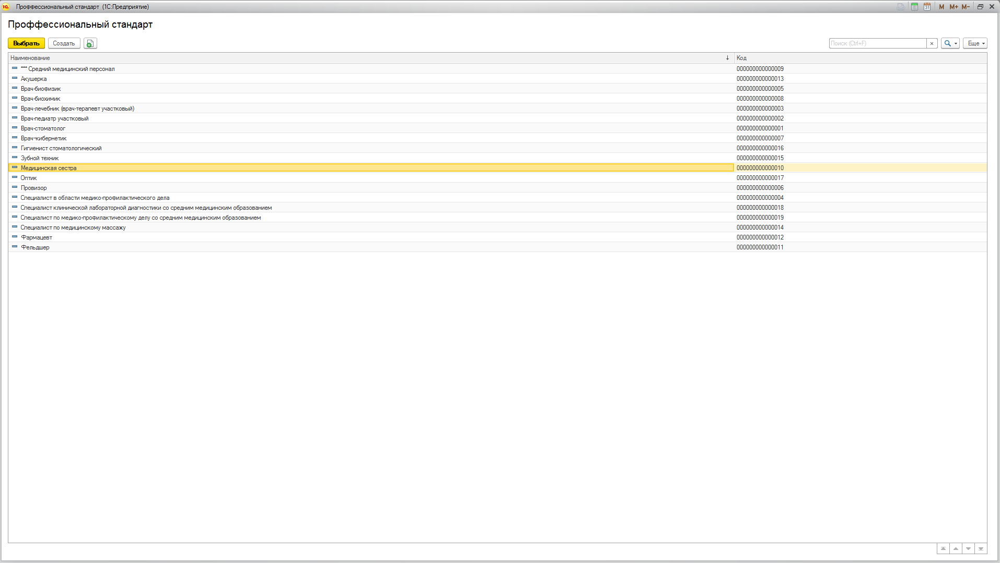 Проффессиональный стандарт (1С:Предприятие)
31 M M+ M-
Проффессиональный стандарт
Выбрать Создать Поиск (Ctrl+F) × Еще
Наименование ↓ Код
*** Средний медицинский персонал 000000000000009
Акушерка 000000000000013
Врач-биофизик 000000000000005
Врач-биохимик 000000000000008
Врач-лечебник (врач-терапевт участковый) 000000000000003
Врач-педиатр участковый 000000000000002
Врач-стоматолог 000000000000001
Врач-кибернетик 000000000000007
Гигиенист стоматологический 000000000000016
Зубной техник 000000000000015
Медицинская сестра 000000000000010
Оптик 000000000000017
Провизор 000000000000006
Специалист в области медико-профилактического дела 000000000000004
Специалист клинической лабораторной диагностики со средним медицинским образованием 000000000000018
Специалист по медико-профилактическому делу со средним медицинским образованием 000000000000019
Специалист по медицинскому массажу 000000000000014
Фармацевт 000000000000012
Фельдшер 000000000000011